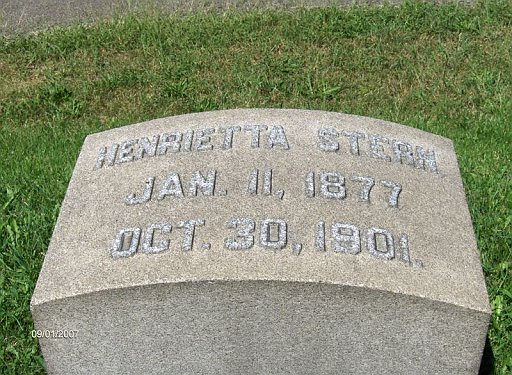 HENRIETTA STERN.
JAN. 11, 1877
OCT. 30, 1901.
09/01/2007